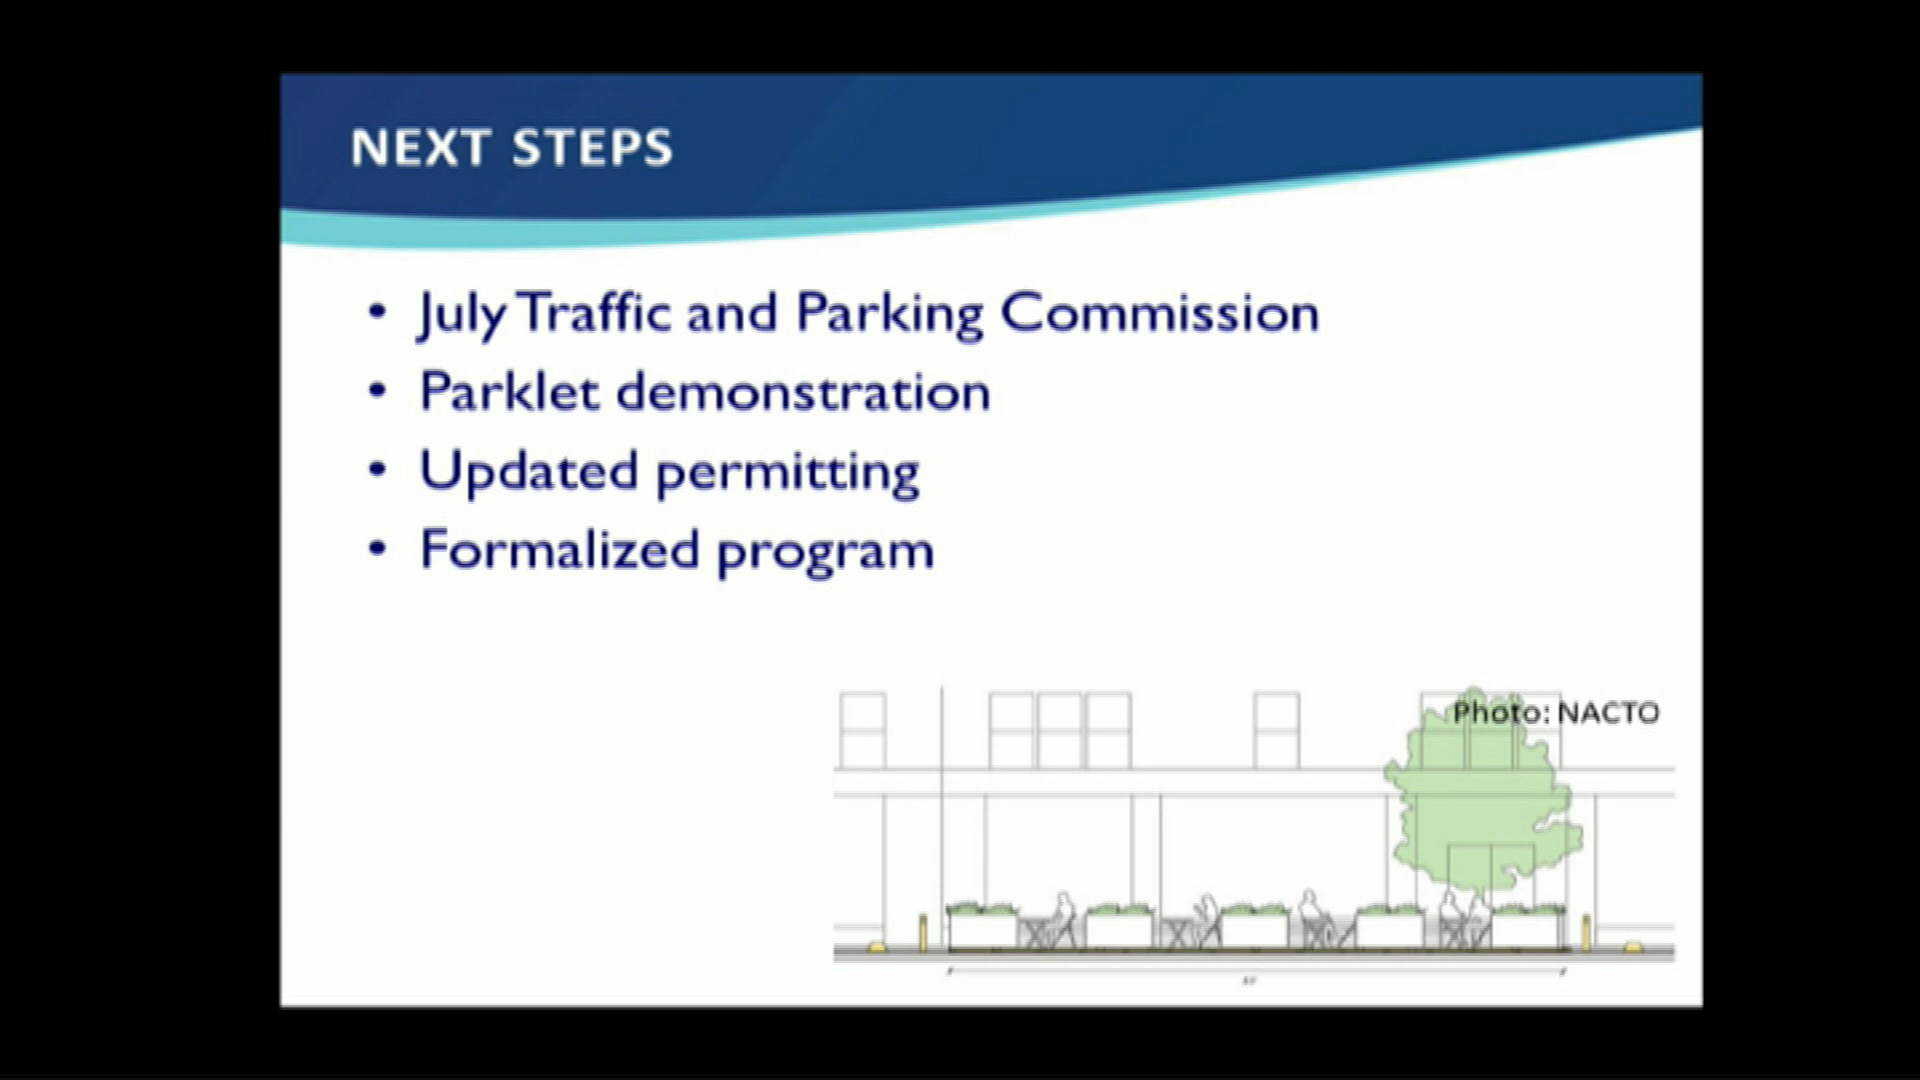 NEXT STEPS
• July Traffic and Parking Commission
• Parklet demonstration
• Updated permitting
• Formalized program
Photo: NACTO